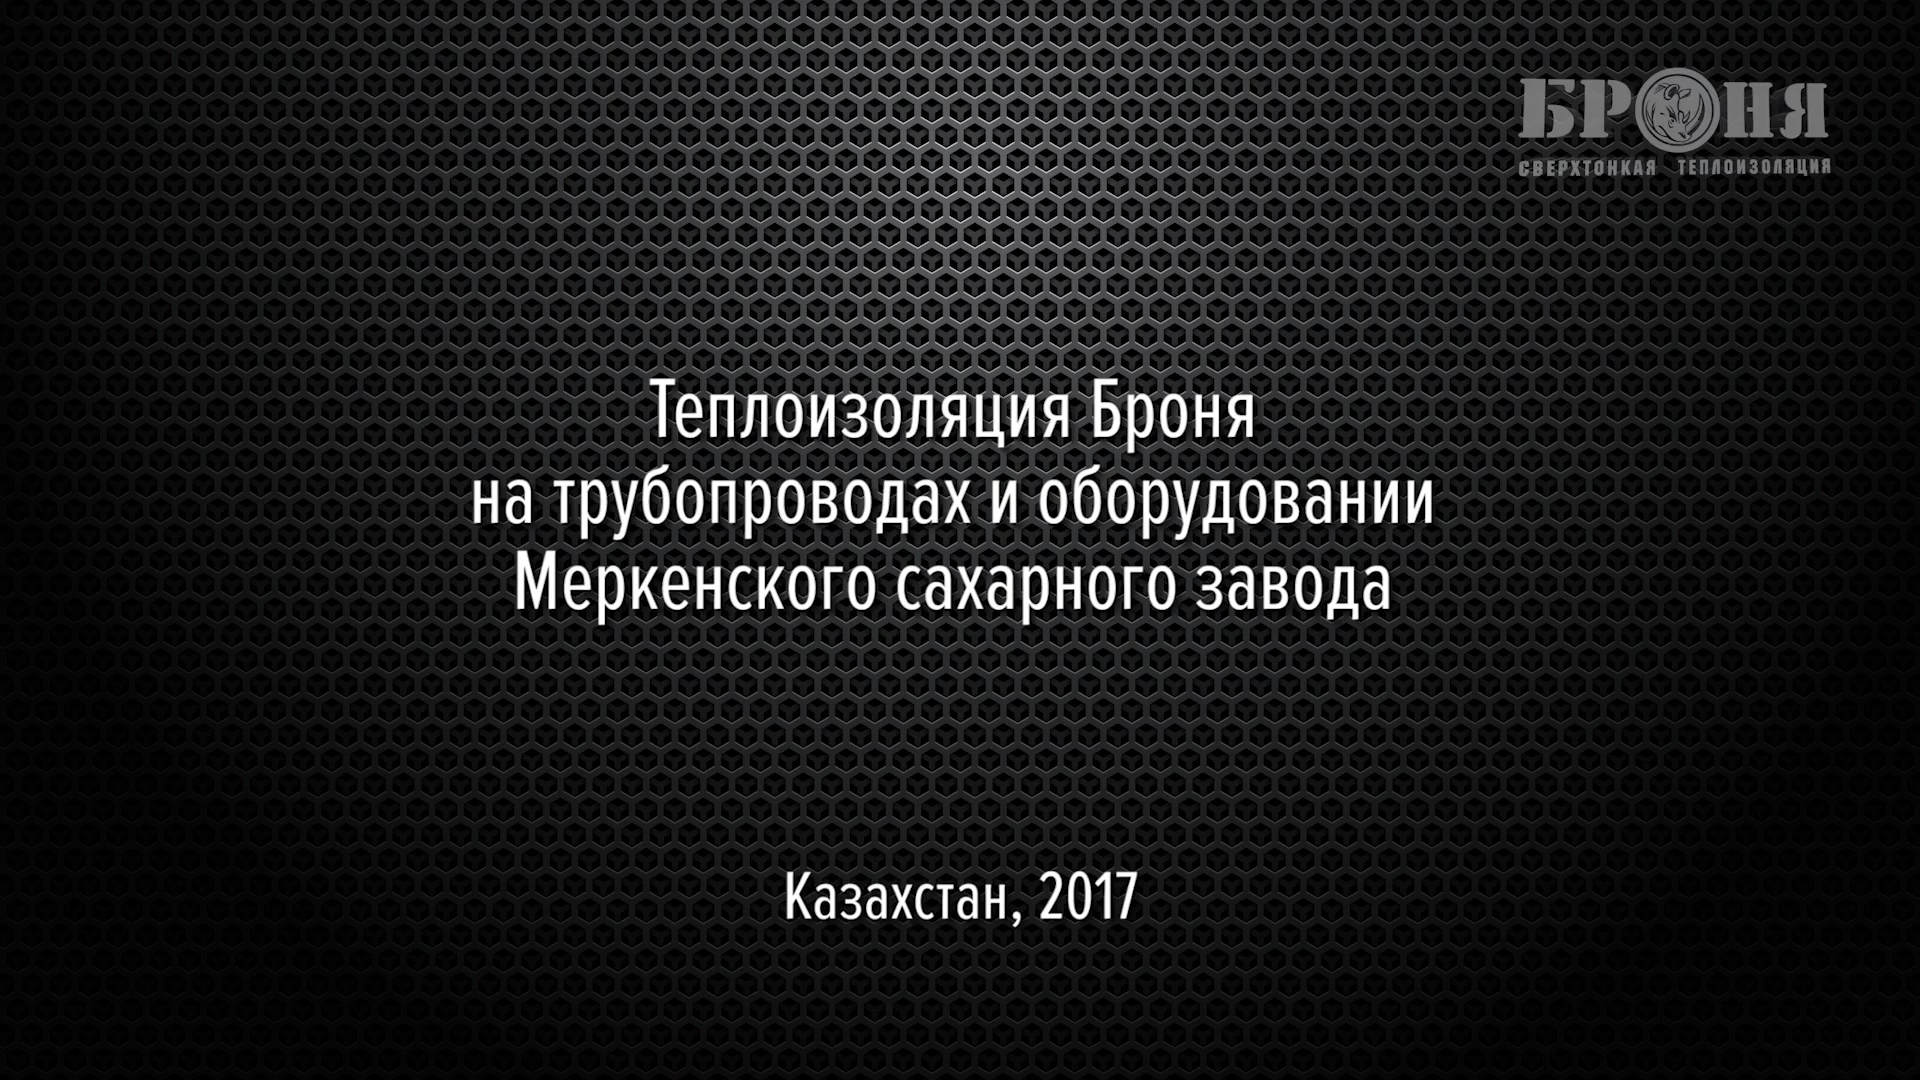 БРОНЯ
СВЕРХТОНКАЯ ТЕПЛОИЗОЛЯЦИЯ
Теплоизоляция Броня
на трубопроводах и оборудовании
Меркенского сахарного завода
Казахстан, 2017